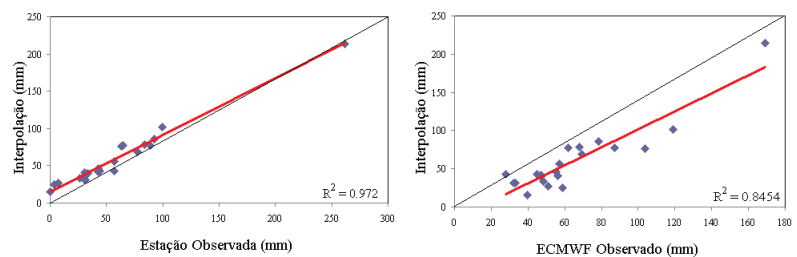 Interpolação (mm)
250
200
150
100
50
0
0 50 100 150 200 250 300
R² = 0.972
Estação Observada (mm)
Interpolação (mm)
250
200
150
100
50
0
0 20 40 60 80 100 120 140 160 180
R² = 0.8454
ECMWF Observado (mm)